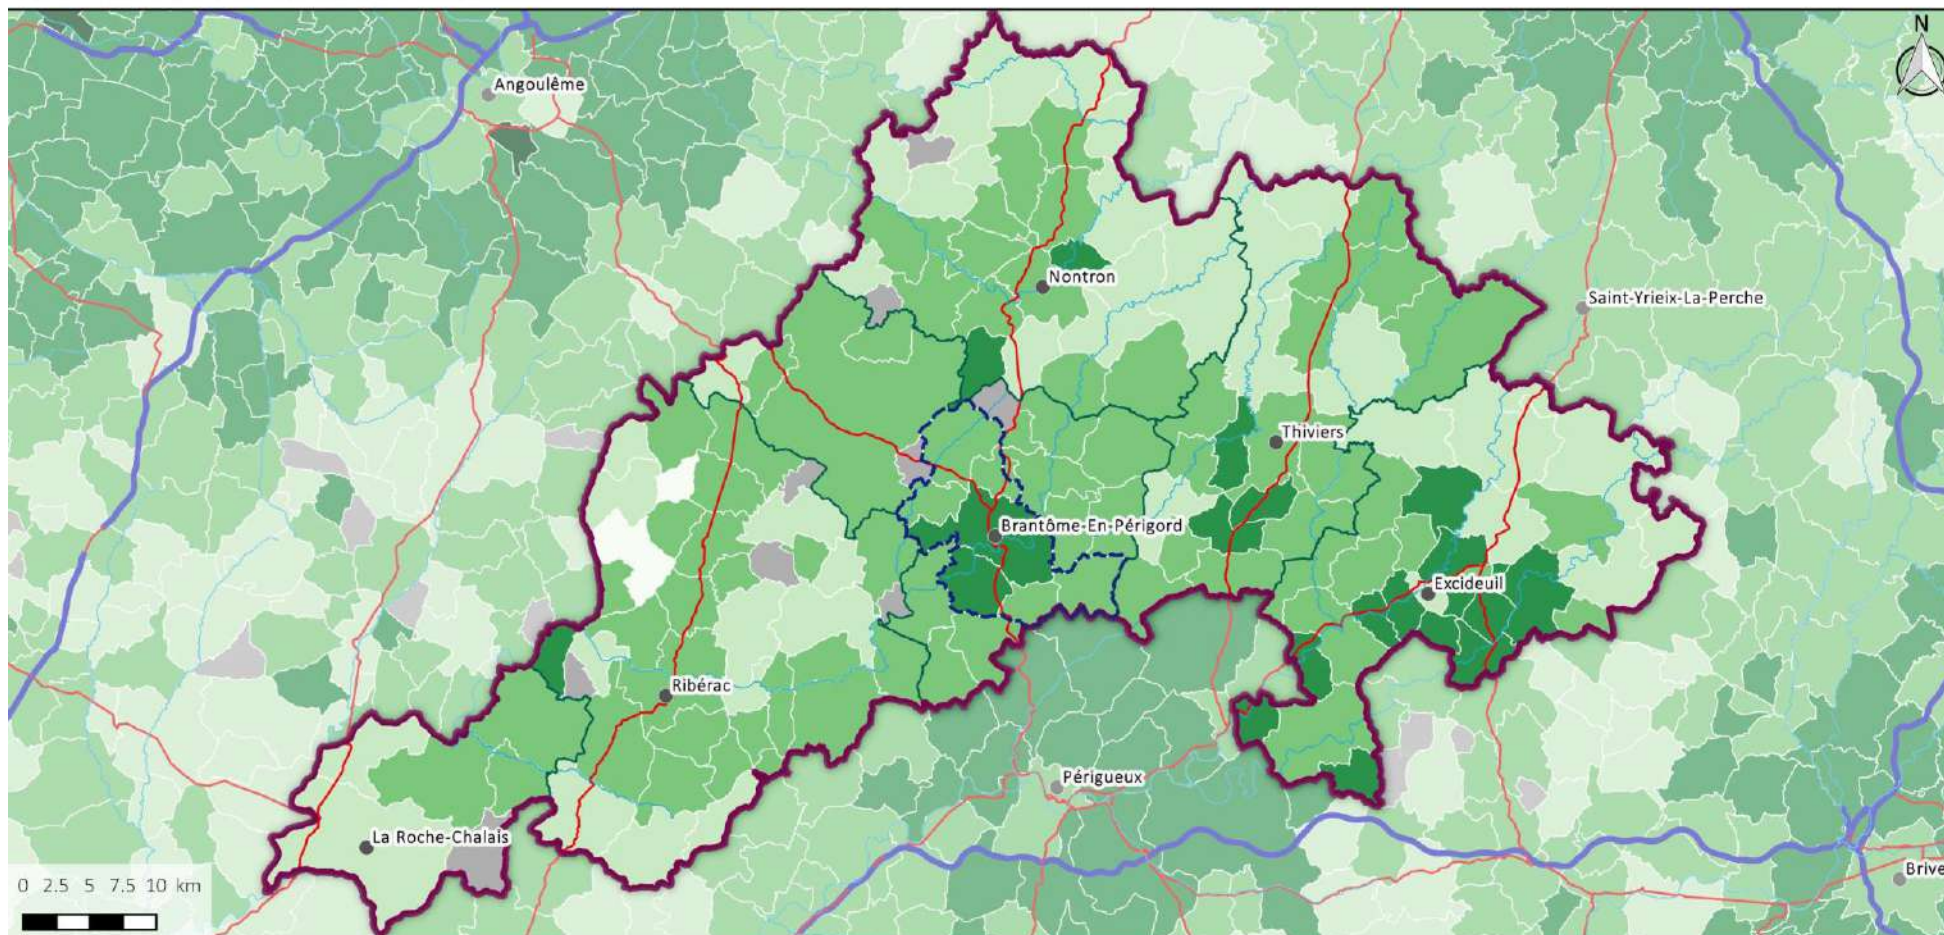 N
Angoulême
Nontron
Saint-Yrieix-La-Perche
Thiviers
Brantôme-En-Périgord
Excideuil
Ribérac
Périgueux
La Roche-Chalais
Brive
0 2.5 5 7.5 10 km